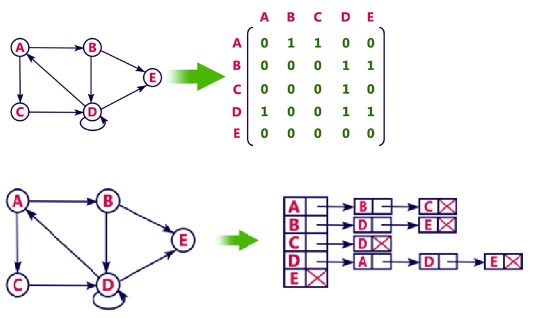 A B C D E
A 0 1 1 0 0
B 0 0 0 1 1
C 0 0 0 1 0
D 1 0 0 1 1
E 0 0 0 0 0
A B
E
C D
A B
E
C D
A B C
B D E
C D
D A D E
E